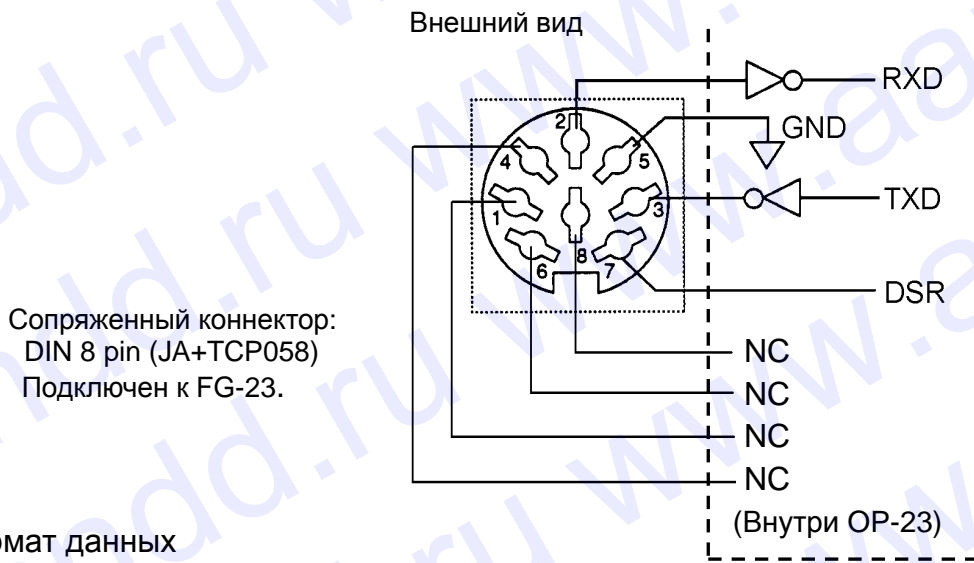 Внешний вид
RXD
GND
TXD
DSR
2
4
5
1
3
6
8
7
NC
NC
NC
NC
(Внутри OP-23)
Сопряженный коннектор:
DIN 8 pin (JA+TCP058)
Подключен к FG-23.
мат данных